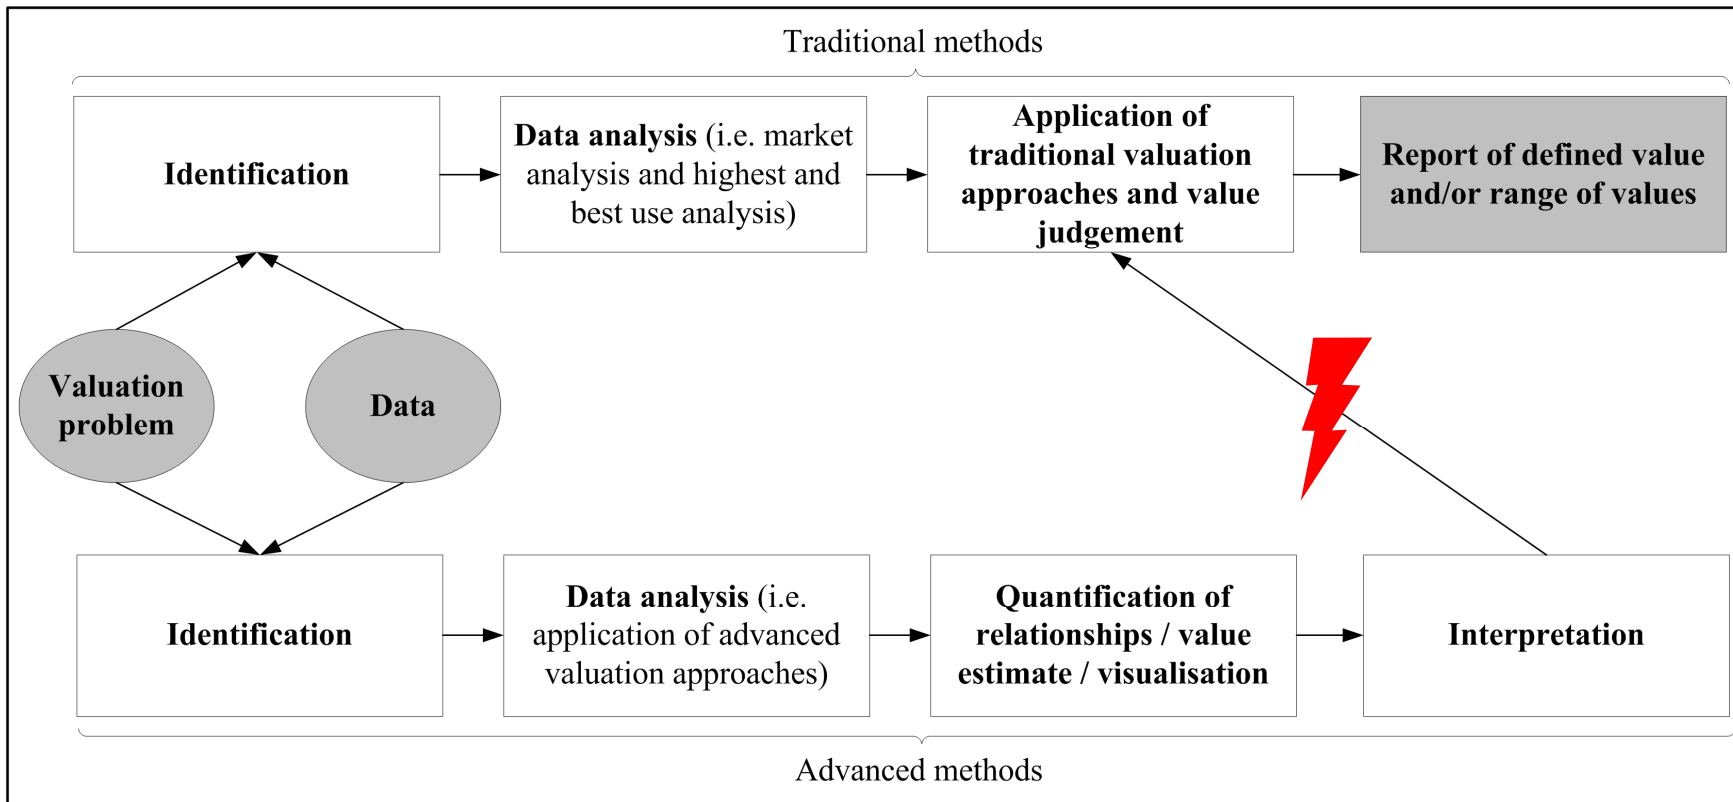 Traditional methods
Identification
Data analysis (i.e. market
analysis and highest and
best use analysis)
Application of
traditional valuation
approaches and value
judgement
Report of defined value
and/or range of values
Valuation
problem
Data
Identification
Data analysis (i.e.
application of advanced
valuation approaches)
Quantification of
relationships / value
estimate / visualisation
Interpretation
Advanced methods